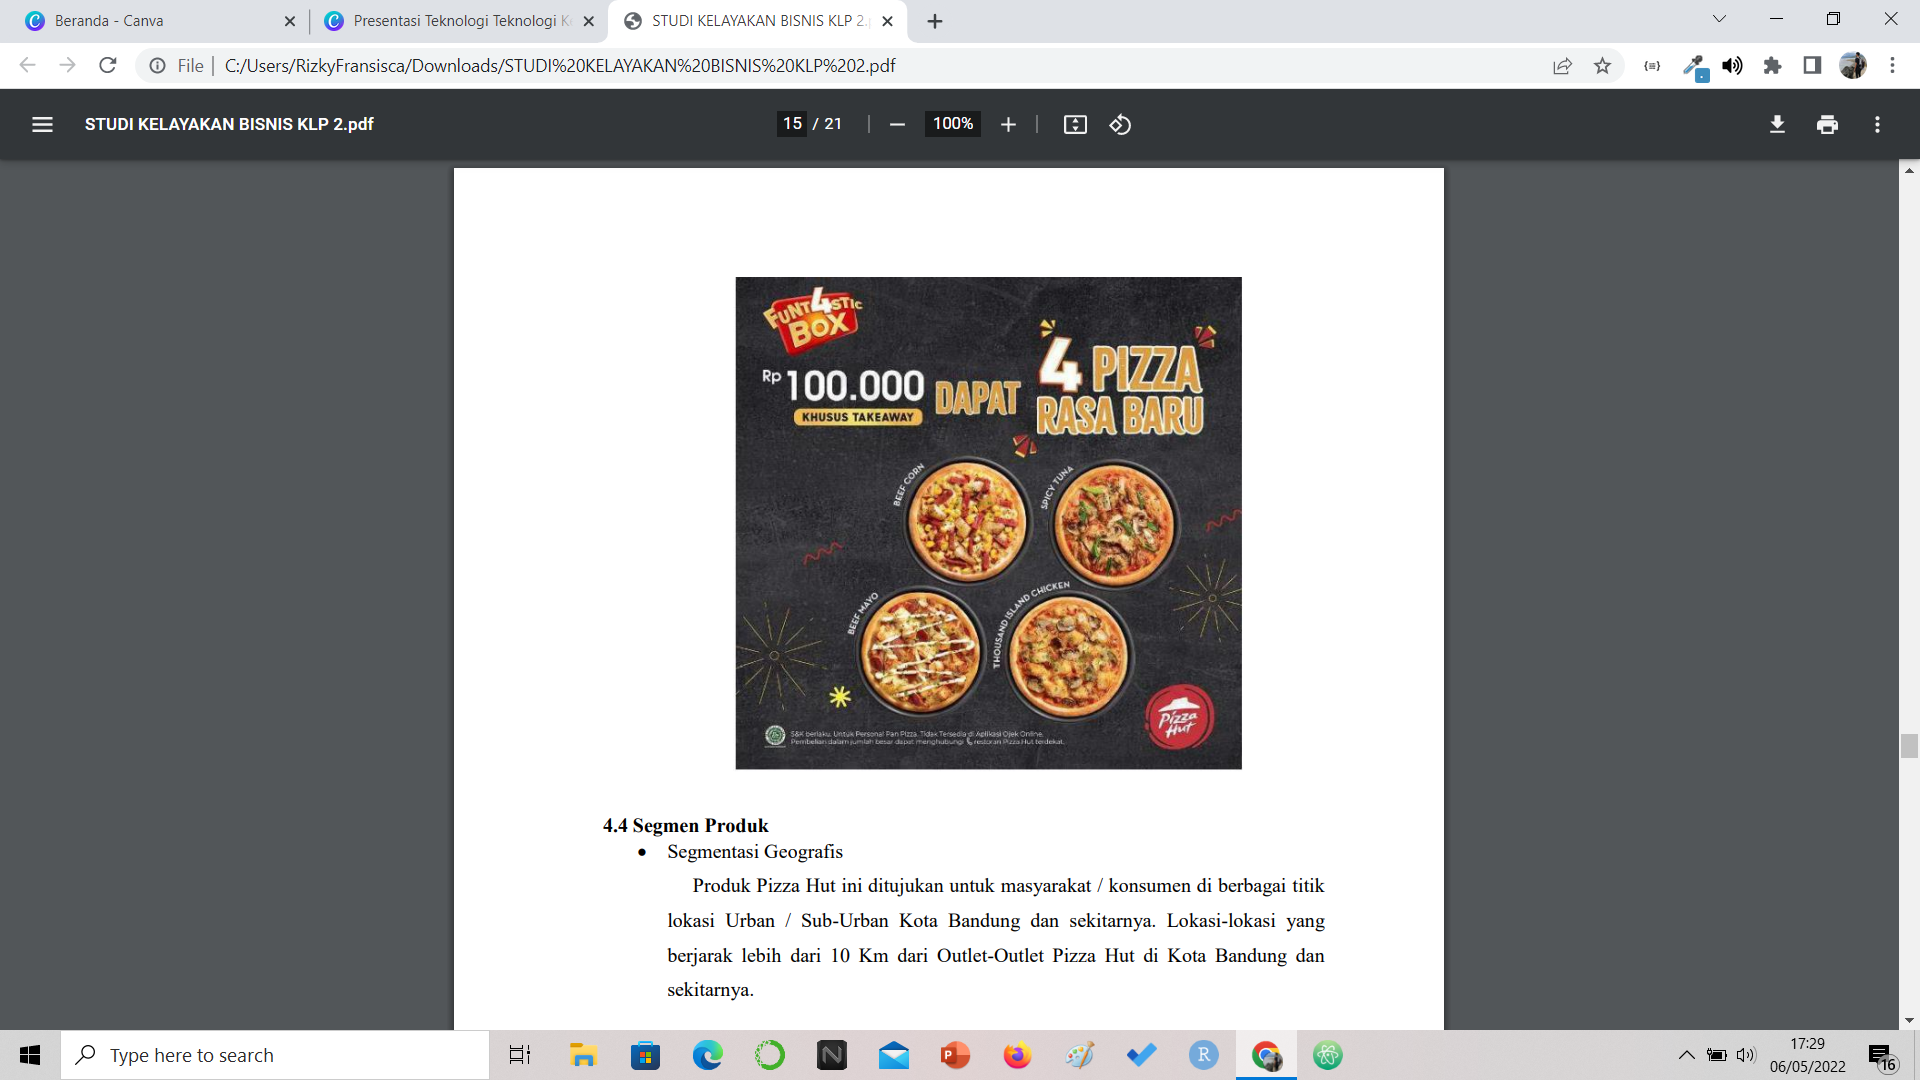 Beranda - Canva
Presentasi Teknologi Teknologi K
STUDI KELAYAKAN BISNIS KLP 2.p
File
C:/Users/RizkyFransisca/Downloads/STUDI%20KELAYAKAN%20BISNIS%20KLP%202.pdf
STUDI KELAYAKAN BISNIS KLP 2.pdf
15 / 21
100%
FUNT4STIC
BOX
Rp 100.000
KHUSUS TAKEAWAY
DAPAT
4 PIZZA
RASA BARU
BEEF CORN
SPICY TUNA
BEEF MAYO
THOUSAND ISLAND CHICKEN
S&K berlaku. Untuk Personal Pan Pizza. Tidak Tersedia di Aplikasi Ojek Online.
Pembelian dalam jumlah besar dapat menghubungi restoran Pizza Hut terdekat.
Pizza
Hut
4.4 Segmen Produk
• Segmentasi Geografis
Produk Pizza Hut ini ditujukan untuk masyarakat / konsumen di berbagai titik
lokasi Urban / Sub-Urban Kota Bandung dan sekitarnya. Lokasi-lokasi yang
berjarak lebih dari 10 Km dari Outlet-Outlet Pizza Hut di Kota Bandung dan
sekitarnya.
Type here to search
17:29
06/05/2022
16